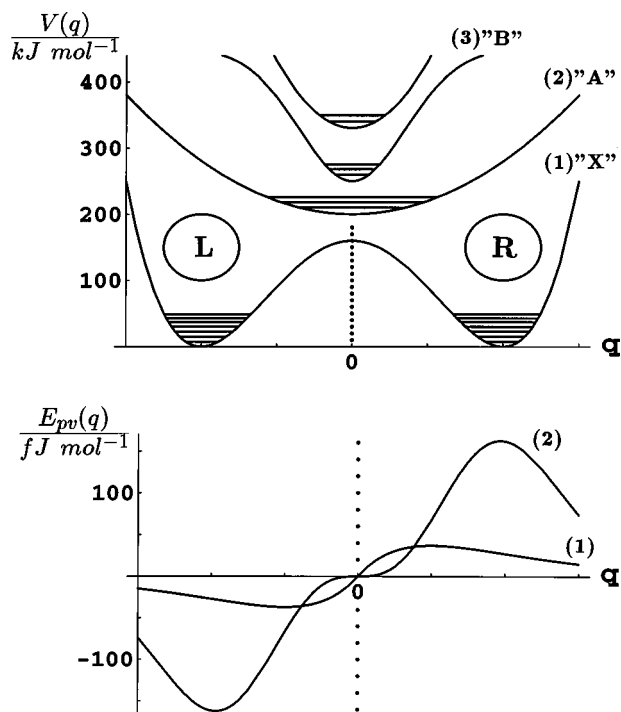 V(q)
kJ mol⁻¹
(3)"B"
(2)"A"
(1)"X"
400
300
200
100
L
R
0
q
E_pv(q)
fJ mol⁻¹
(2)
100
(1)
0
q
-100